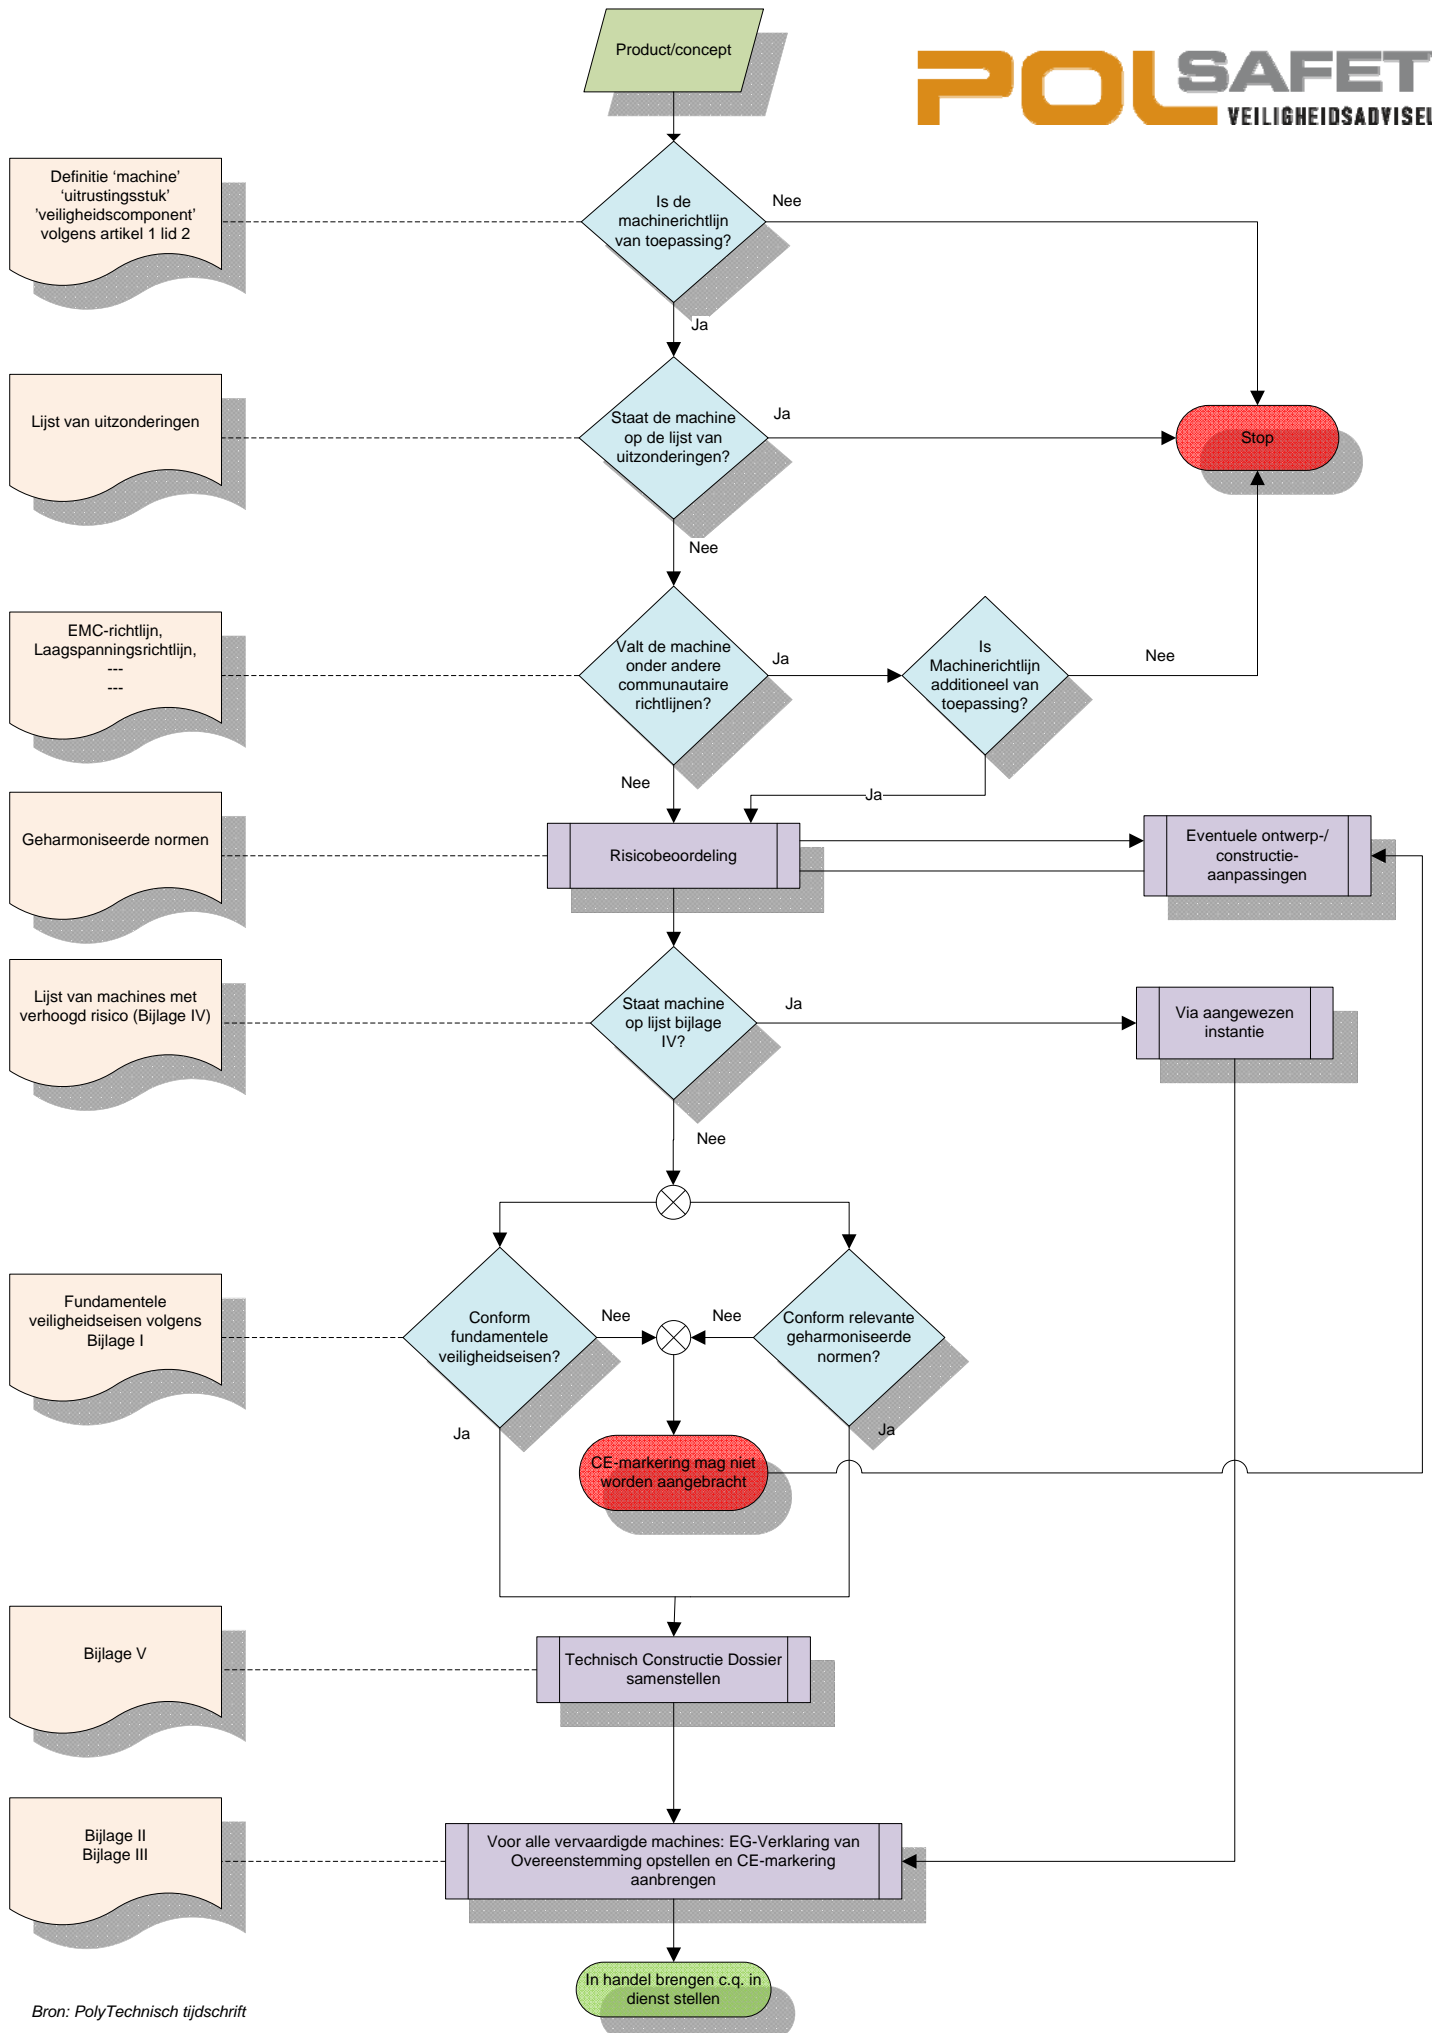 Product/concept
POL SAFET
VEILIGHEIDSADVISEU
Definitie ‘machine’
‘uitrustingsstuk’
’veiligheidscomponent’
volgens artikel 1 lid 2
Is de
machinerichtlijn
van toepassing?
Nee
Ja
Lijst van uitzonderingen
Staat de machine
op de lijst van
uitzonderingen?
Ja
Stop
Nee
EMC-richtlijn,
Laagspanningsrichtlijn,
---
---
Valt de machine
onder andere
communautaire
richtlijnen?
Ja
Is
Machinerichtlijn
additioneel van
toepassing?
Nee
Nee
Ja
Geharmoniseerde normen
Risicobeoordeling
Eventuele ontwerp-/
constructie-
aanpassingen
Lijst van machines met
verhoogd risico (Bijlage IV)
Staat machine
op lijst bijlage
IV?
Ja
Via aangewezen
instantie
Nee
Fundamentele
veiligheidseisen volgens
Bijlage I
Conform
fundamentele
veiligheidseisen?
Nee
Nee
Conform relevante
geharmoniseerde
normen?
Ja
Ja
CE-markering mag niet
worden aangebracht
Bijlage V
Technisch Constructie Dossier
samenstellen
Bijlage II
Bijlage III
Voor alle vervaardigde machines: EG-Verklaring van
Overeenstemming opstellen en CE-markering
aanbrengen
In handel brengen c.q. in
dienst stellen
Bron: PolyTechnisch tijdschrift